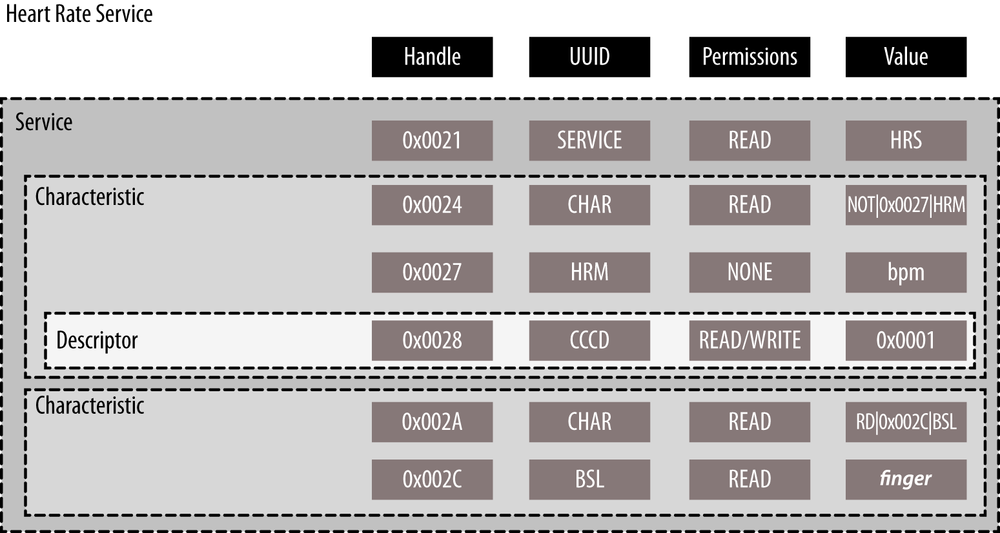 Heart Rate Service
Handle UUID Permissions Value
Service
0x0021 SERVICE READ HRS
Characteristic
0x0024 CHAR READ NOT|0x0027|HRM
0x0027 HRM NONE bpm
Descriptor 0x0028 CCCD READ/WRITE 0x0001
Characteristic
0x002A CHAR READ RD|0x002C|BSL
0x002C BSL READ finger